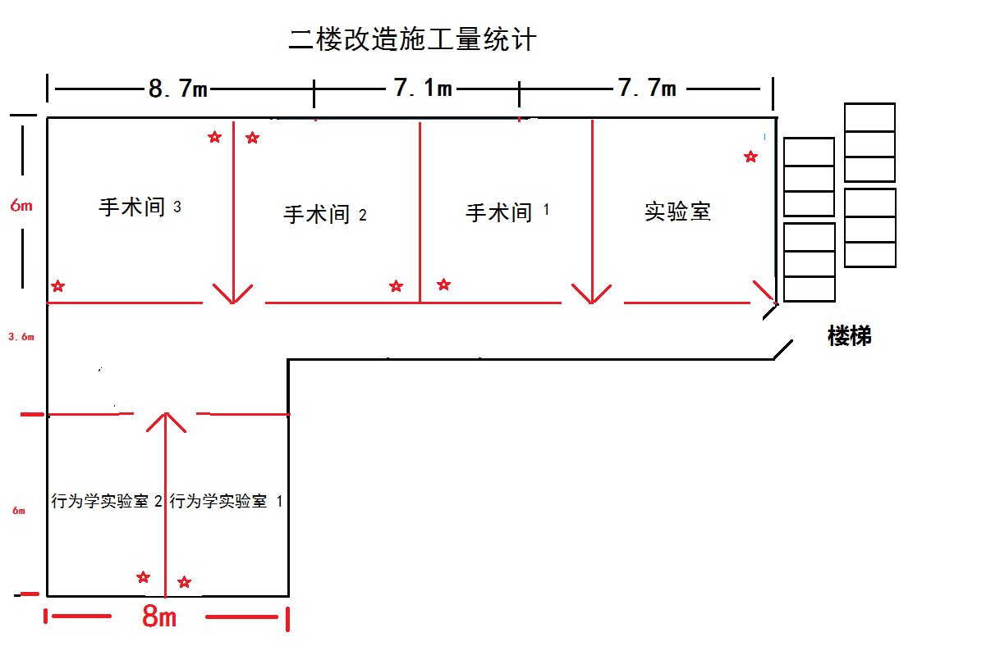 二楼改造施工量统计
8.7m 7.1m 7.7m
6m
手术间 3
手术间 2
手术间 1
实验室
3.6m
楼梯
6m
行为学实验室 2
行为学实验室 1
8m